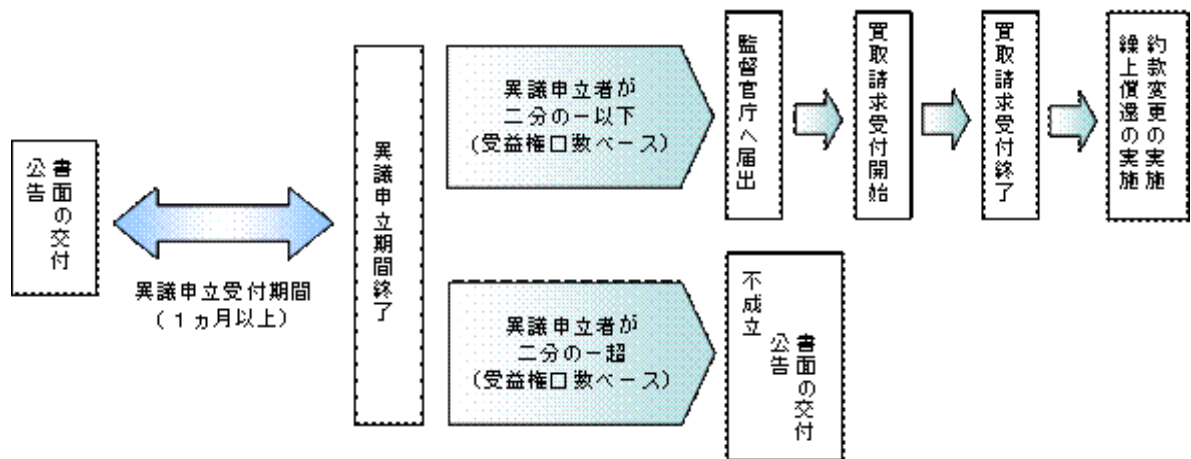 書面の交付
公告
異議申立受付期間
(１ヵ月以上)
異議申立期間終了
異議申立者が
二分の一以下
(受益権口数ベース)
監督官庁へ届出
買取請求受付開始
買取請求受付終了
約款変更の実施
繰上償還の実施
異議申立者が
二分の一超
(受益権口数ベース)
不成立
書面の交付
公告